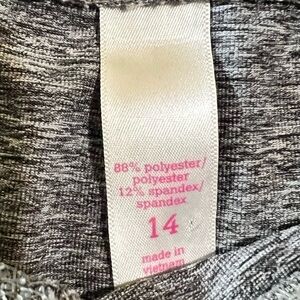 88% polyester/
polyester
12% spandex/
spandex
14
made in
vietnam